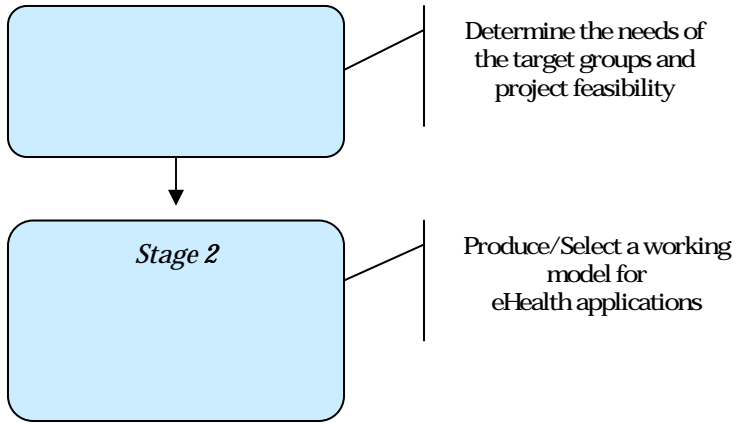 Determine the needs of
the target groups and
project feasibility
Stage 2
Produce/Select a working
model for
eHealth applications